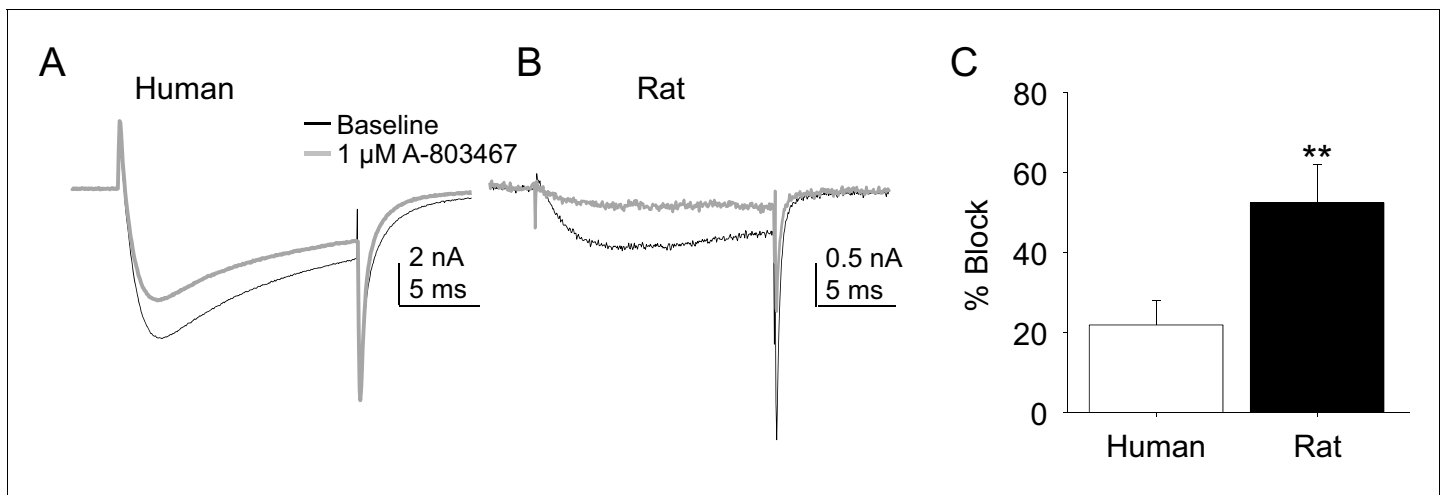 A
Human
Baseline
1 μM A-803467
2 nA
5 ms
B
Rat
0.5 nA
5 ms
C
% Block
80
60
40
20
0
**
Human
Rat